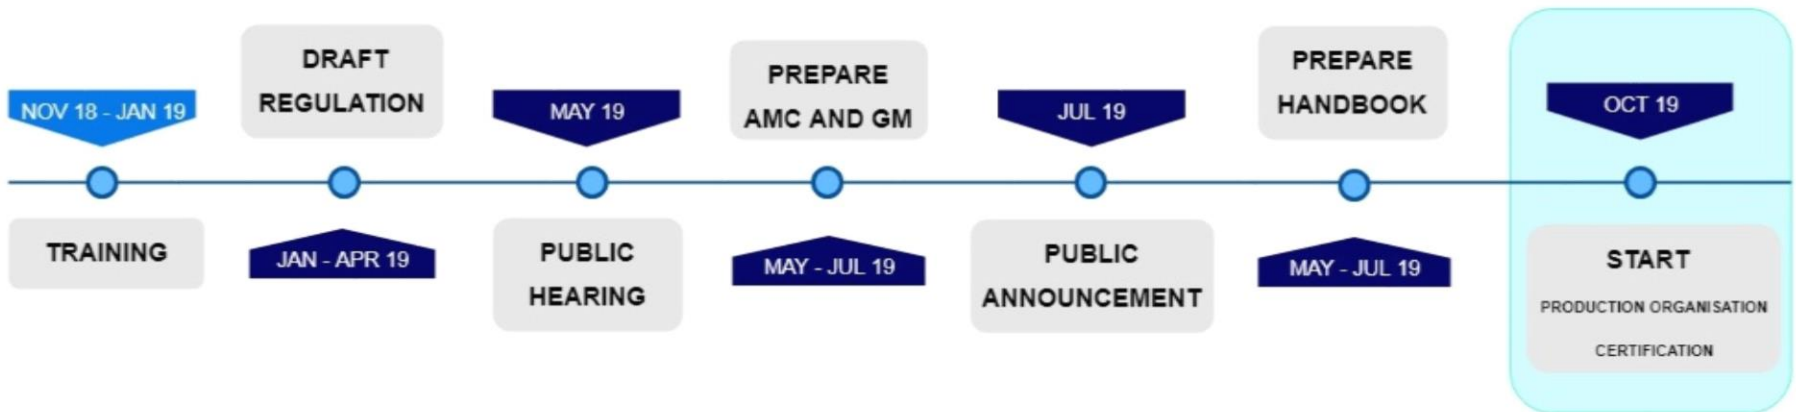 NOV 18 - JAN 19
TRAINING
DRAFT
REGULATION
JAN - APR 19
MAY 19
PUBLIC
HEARING
PREPARE
AMC AND GM
MAY - JUL 19
JUL 19
PUBLIC
ANNOUNCEMENT
PREPARE
HANDBOOK
MAY - JUL 19
OCT 19
START
PRODUCTION ORGANISATION
CERTIFICATION